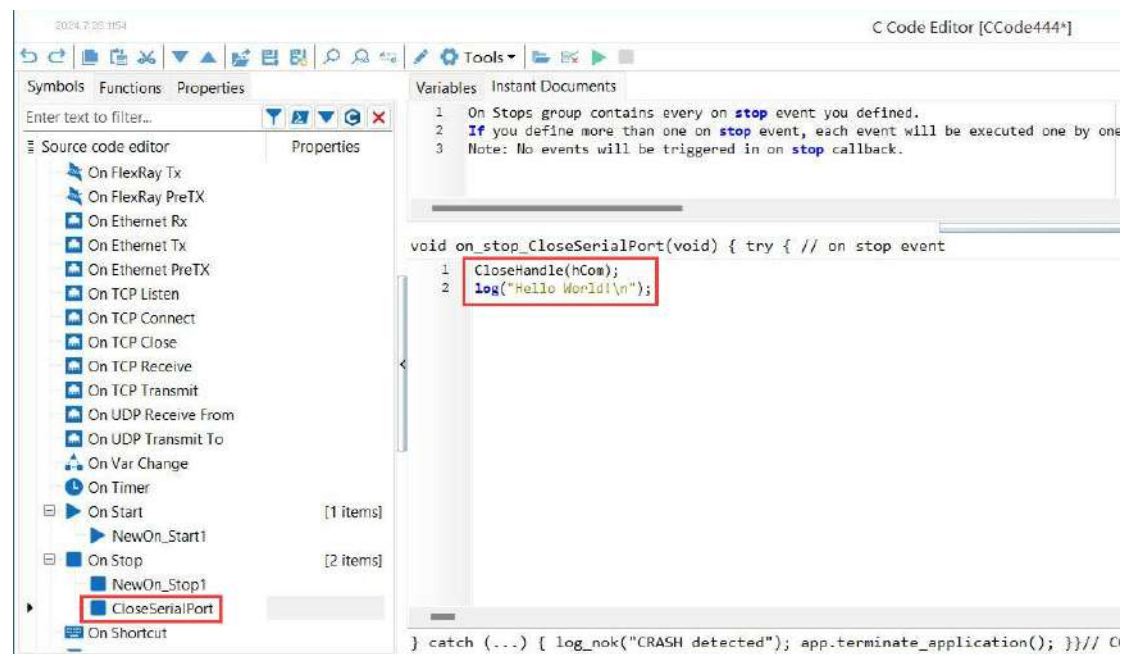 2024.7.26.1154
C Code Editor [CCode444*]
Tools
Symbols Functions Properties
Variables Instant Documents
Enter text to filter...
1 On Stops group contains every on stop event you defined.
2 If you define more than one on stop event, each event will be executed one by one
3 Note: No events will be triggered in on stop callback.
Source code editor Properties
On FlexRay Tx
On FlexRay PreTX
On Ethernet Rx
On Ethernet Tx
On Ethernet PreTX
On TCP Listen
On TCP Connect
On TCP Close
On TCP Receive
On TCP Transmit
On UDP Receive From
On UDP Transmit To
On Var Change
On Timer
On Start [1 items]
NewOn_Start1
On Stop [2 items]
NewOn_Stop1
CloseSerialPort
On Shortcut
void on_stop_CloseSerialPort(void) { try { // on stop event
1 CloseHandle(hCom);
2 log("Hello World!\n");
} catch (...) { log_nok("CRASH detected"); app.terminate_application(); }}//